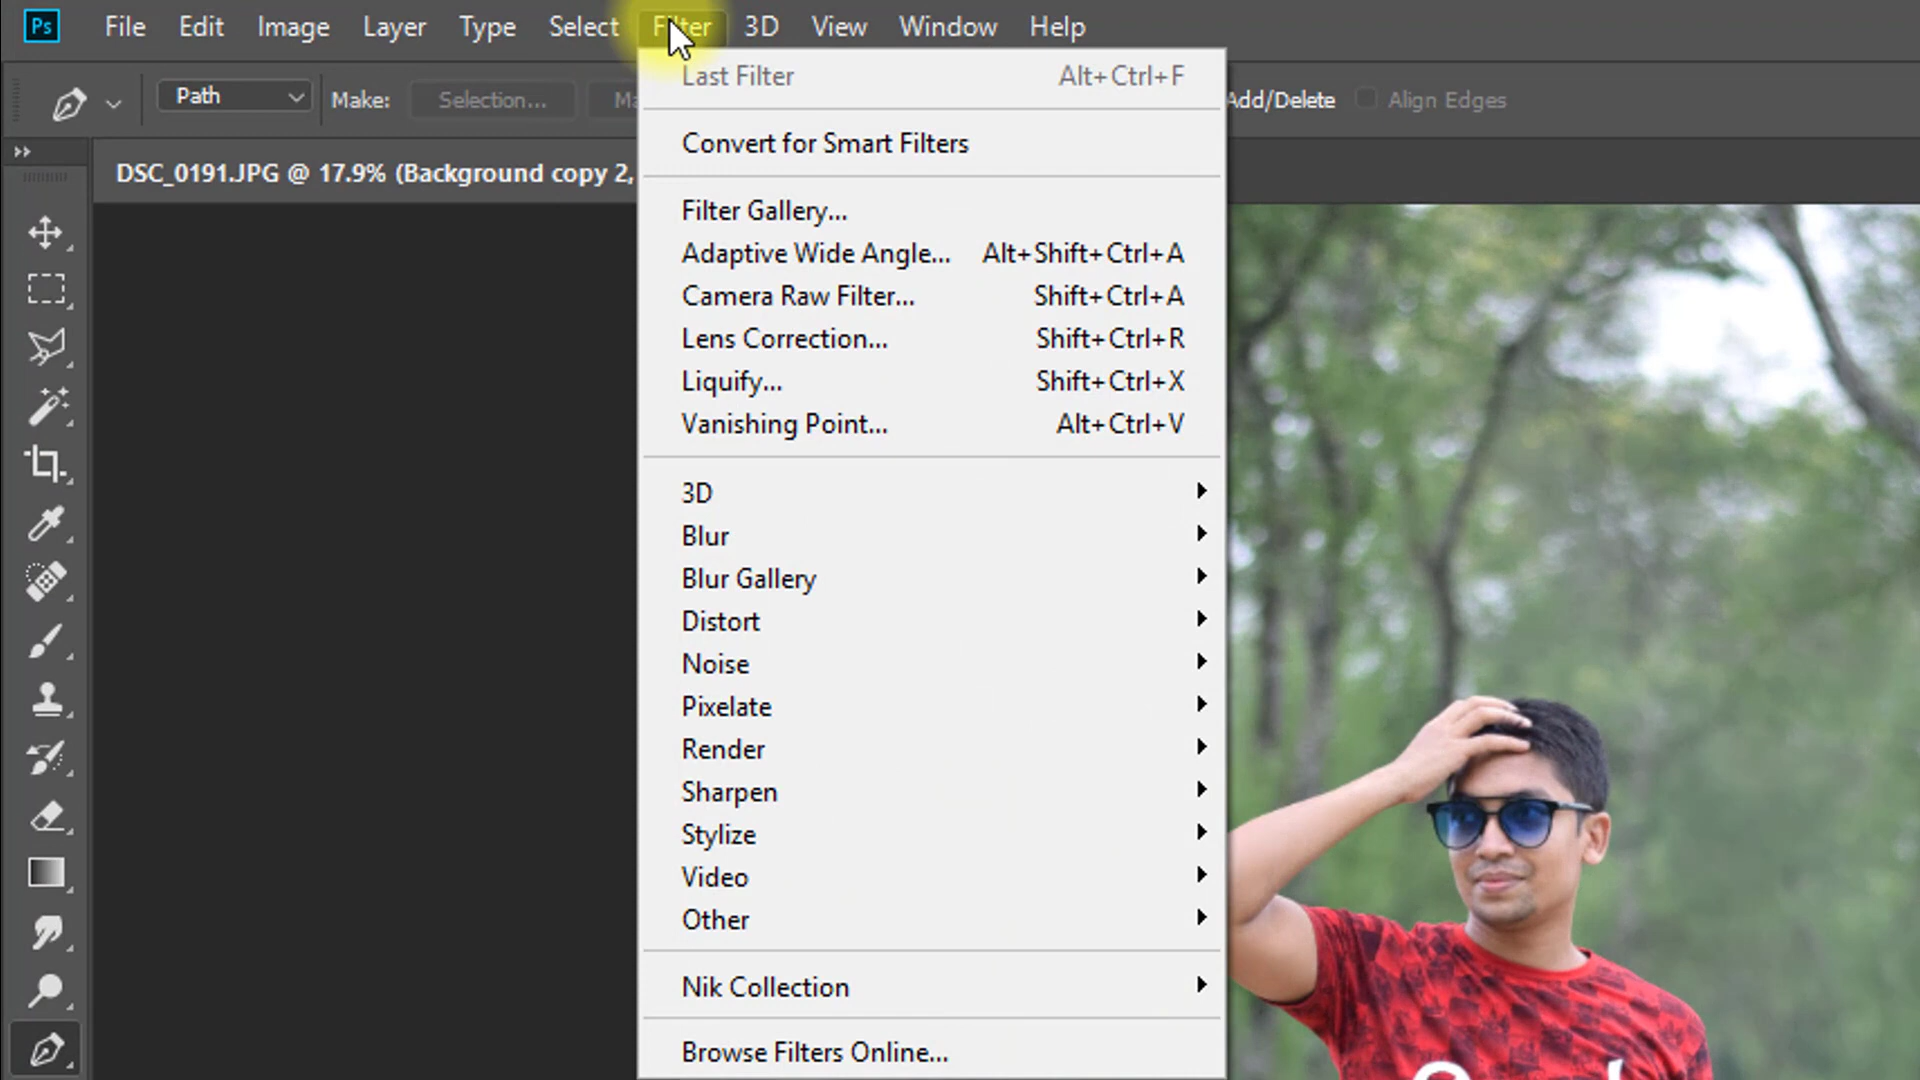 Ps File Edit Image Layer Type Select Filter 3D View Window Help
Path Make: Selection... Add/Delete Align Edges
DSC_0191.JPG @ 17.9% (Background copy 2,
Last Filter Alt+Ctrl+F
Convert for Smart Filters
Filter Gallery...
Adaptive Wide Angle... Alt+Shift+Ctrl+A
Camera Raw Filter... Shift+Ctrl+A
Lens Correction... Shift+Ctrl+R
Liquify... Shift+Ctrl+X
Vanishing Point... Alt+Ctrl+V
3D
Blur
Blur Gallery
Distort
Noise
Pixelate
Render
Sharpen
Stylize
Video
Other
Nik Collection
Browse Filters Online...